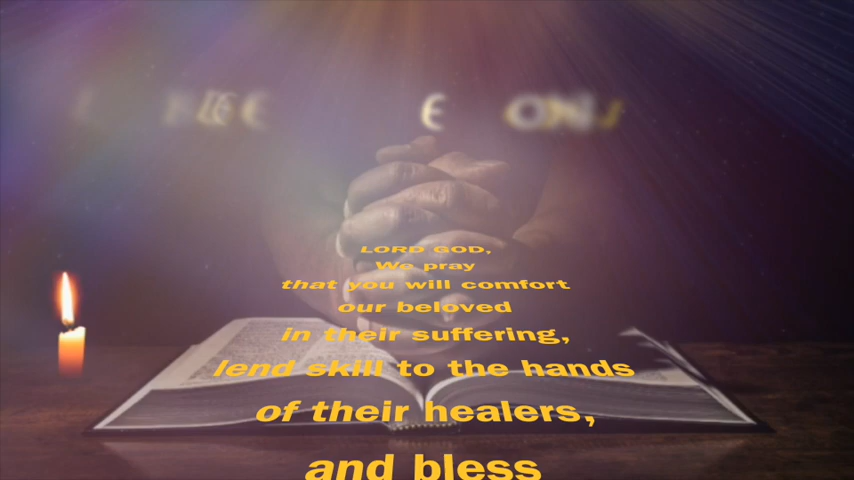 LORD GOD,
We pray
that you will comfort
our beloved
in their suffering,
lend skill to the hands
of their healers,
and bless